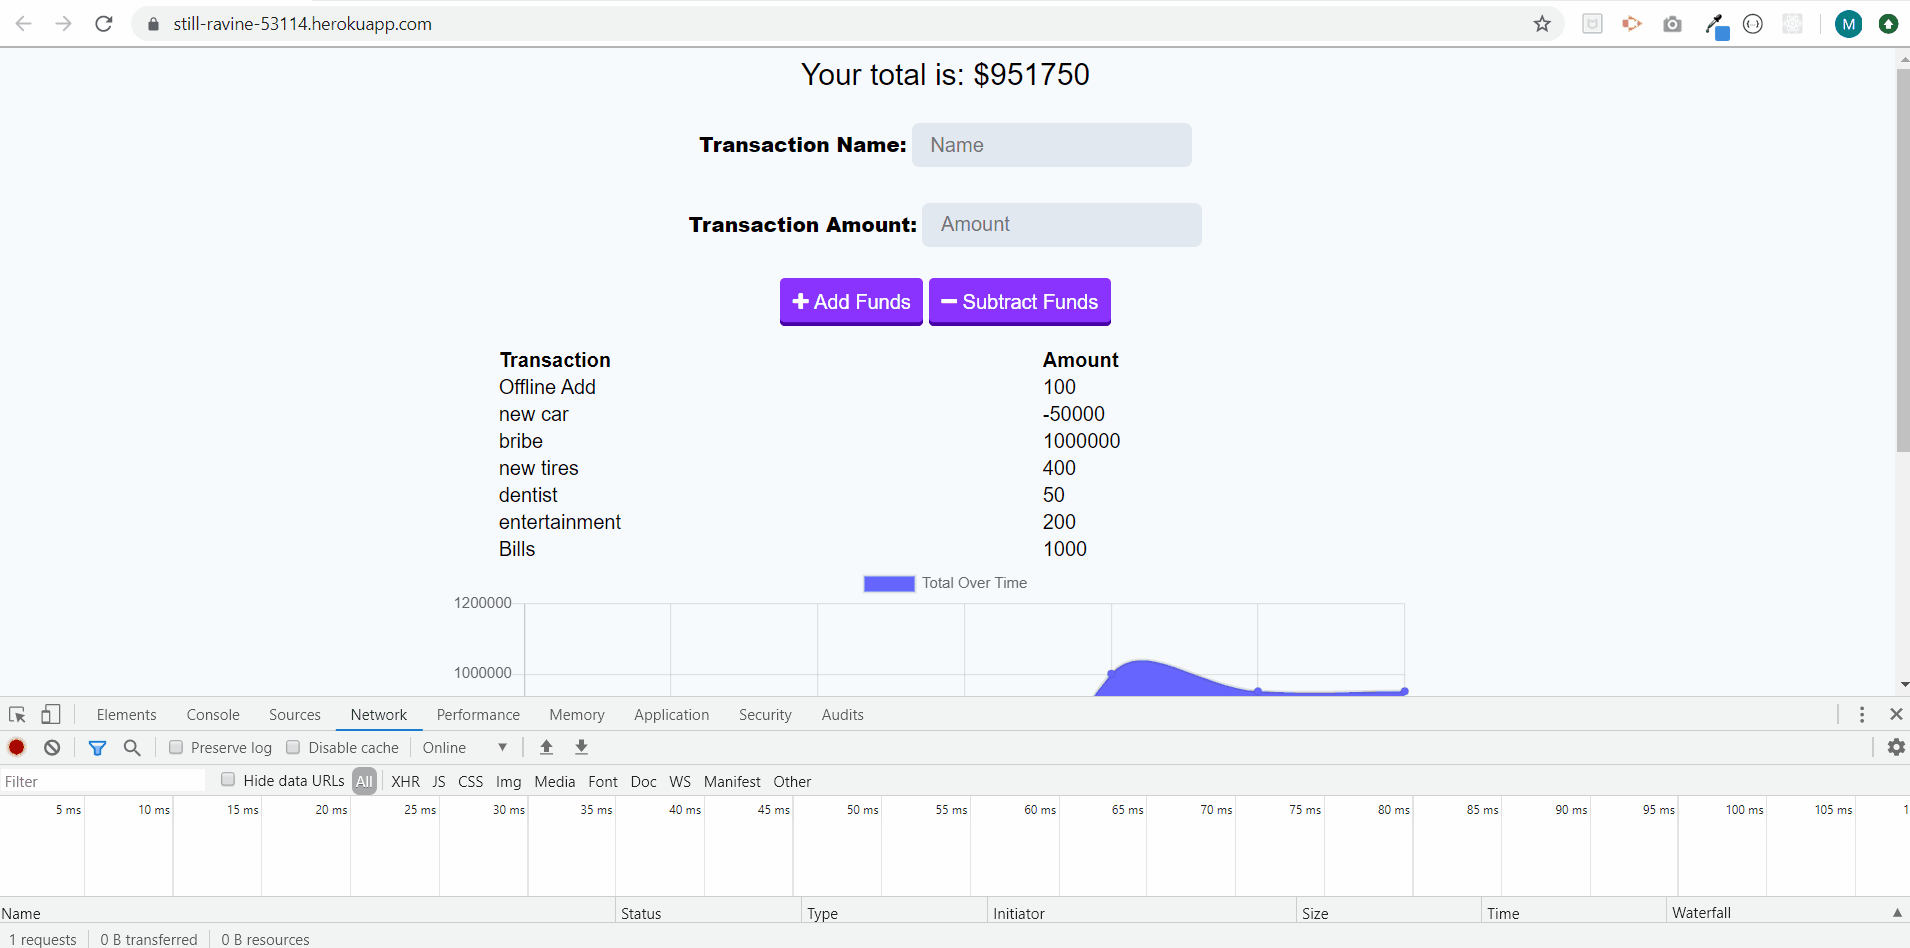 still-ravine-53114.herokuapp.com
M
Your total is: $951750
Transaction Name: Name
Transaction Amount: Amount
Add Funds Subtract Funds
Transaction Amount
Offline Add 100
new car -50000
bribe 1000000
new tires 400
dentist 50
entertainment 200
Bills 1000
Total Over Time
1200000
1000000
Elements Console Sources Network Performance Memory Application Security Audits
Preserve log Disable cache Online
Filter Hide data URLs All XHR JS CSS Img Media Font Doc WS Manifest Other
5 ms 10 ms 15 ms 20 ms 25 ms 30 ms 35 ms 40 ms 45 ms 50 ms 55 ms 60 ms 65 ms 70 ms 75 ms 80 ms 85 ms 90 ms 95 ms 100 ms 105 ms 1
Name Status Type Initiator Size Time Waterfall
1 requests 0 B transferred 0 B resources